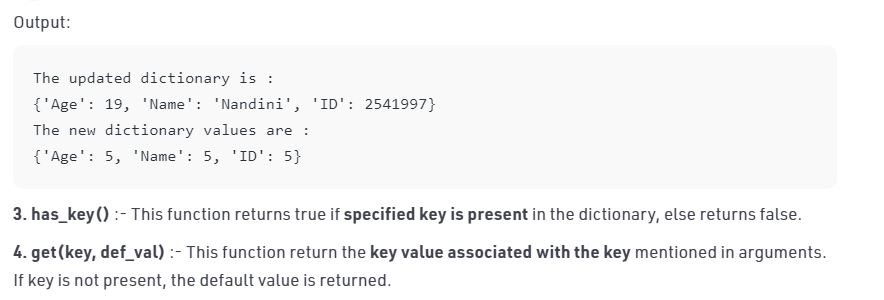 Output:
The updated dictionary is :
{'Age': 19, 'Name': 'Nandini', 'ID': 2541997}
The new dictionary values are :
{'Age': 5, 'Name': 5, 'ID': 5}
3. has_key() :- This function returns true if specified key is present in the dictionary, else returns false.
4. get(key, def_val) :- This function return the key value associated with the key mentioned in arguments.
If key is not present, the default value is returned.